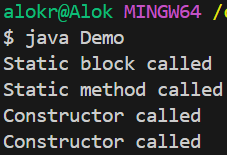 alokr@Alok MINGW64 /
$ java Demo
Static block called
Static method called
Constructor called
Constructor called